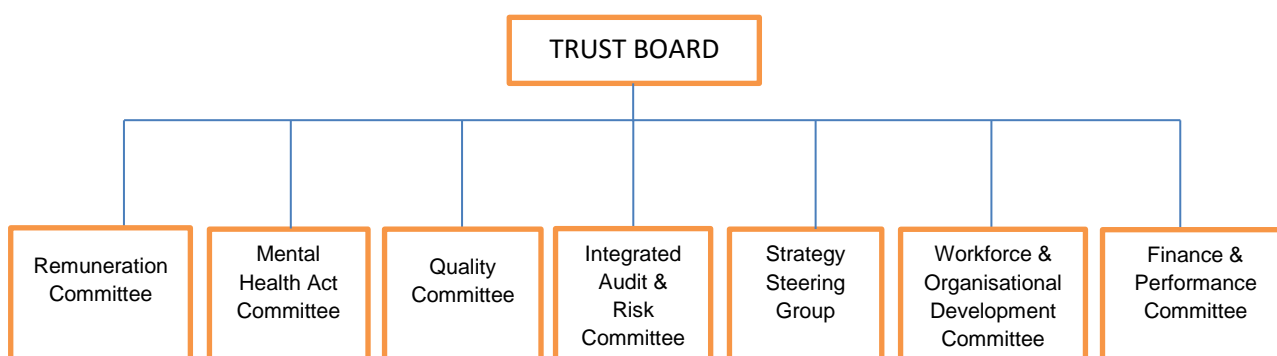 TRUST BOARD
Remuneration
Committee
Mental
Health Act
Committee
Quality
Committee
Integrated
Audit &
Risk
Committee
Strategy
Steering
Group
Workforce &
Organisational
Development
Committee
Finance &
Performance
Committee